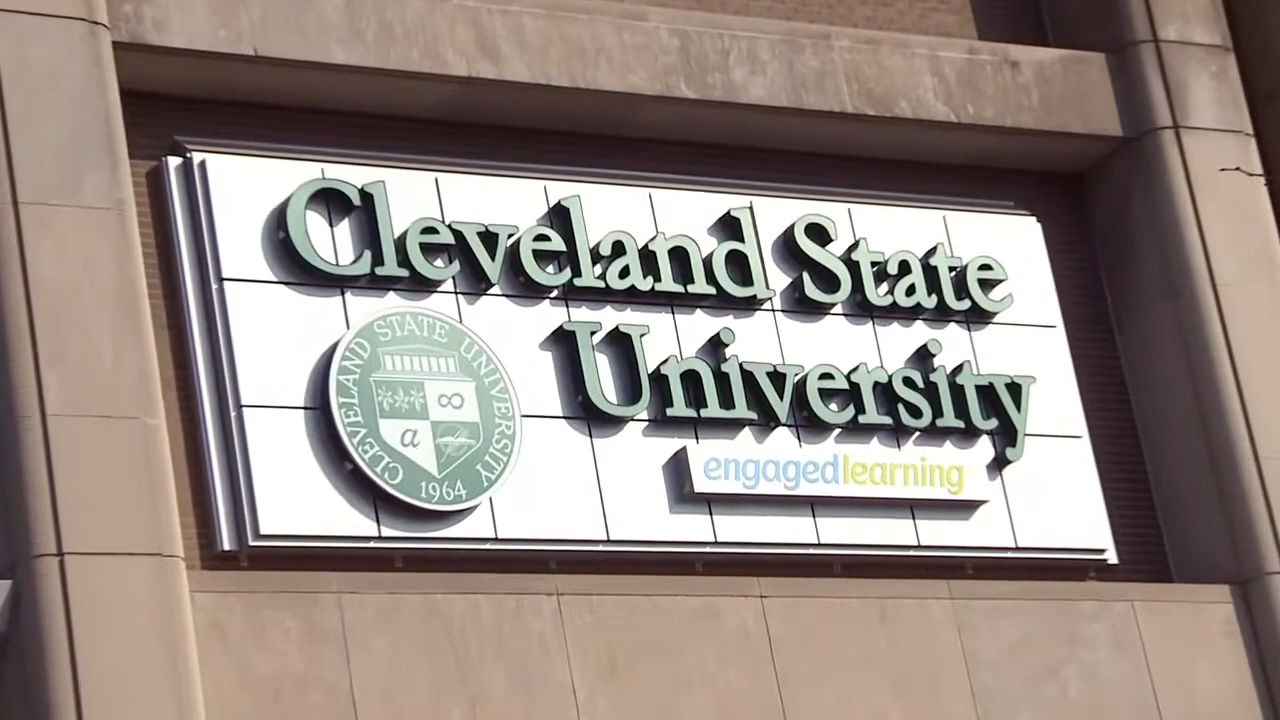 Cleveland State
University
engagedlearning
CLEVELAND STATE UNIVERSITY
∞
a
1964